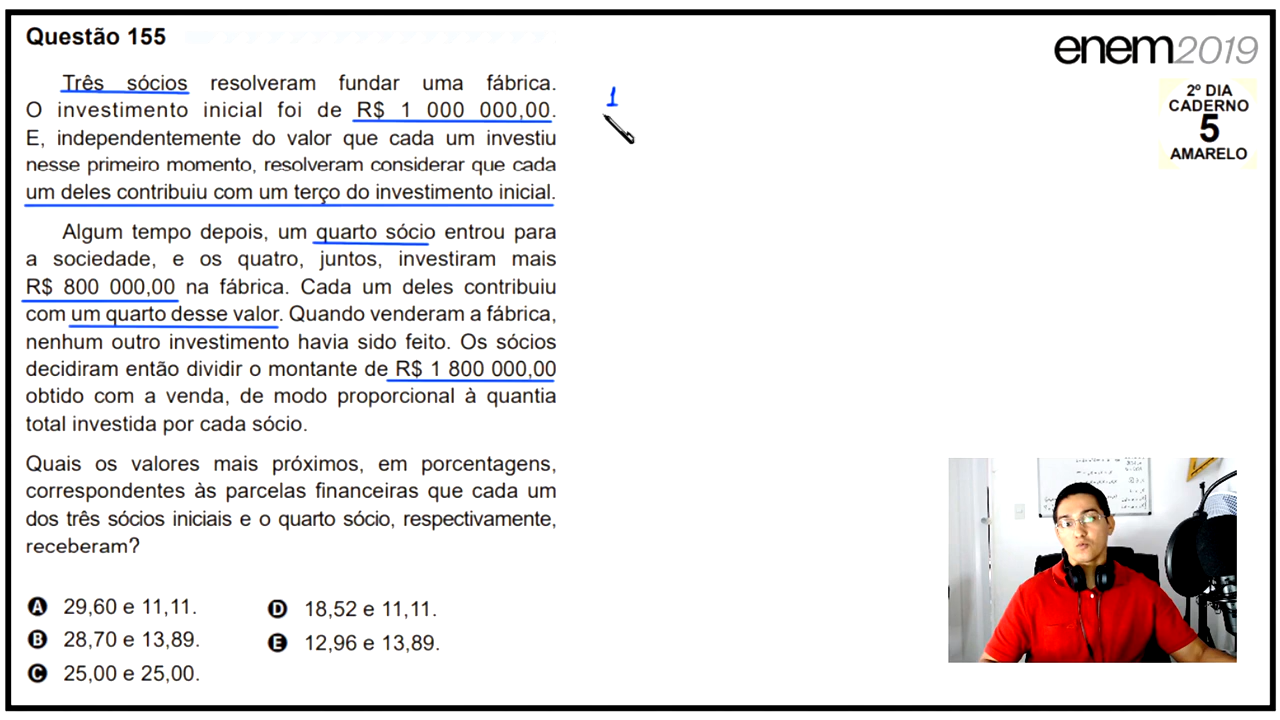 Questão 155
enem2019
2º DIA
CADERNO
5
AMARELO
Três sócios resolveram fundar uma fábrica.
O investimento inicial foi de R$ 1 000 000,00.
E, independentemente do valor que cada um investiu
nesse primeiro momento, resolveram considerar que cada
um deles contribuiu com um terço do investimento inicial.
1
Algum tempo depois, um quarto sócio entrou para
a sociedade, e os quatro, juntos, investiram mais
R$ 800 000,00 na fábrica. Cada um deles contribuiu
com um quarto desse valor. Quando venderam a fábrica,
nenhum outro investimento havia sido feito. Os sócios
decidiram então dividir o montante de R$ 1 800 000,00
obtido com a venda, de modo proporcional à quantia
total investida por cada sócio.
Quais os valores mais próximos, em porcentagens,
correspondentes às parcelas financeiras que cada um
dos três sócios iniciais e o quarto sócio, respectivamente,
receberam?
A 29,60 e 11,11.
B 28,70 e 13,89.
C 25,00 e 25,00.
D 18,52 e 11,11.
E 12,96 e 13,89.